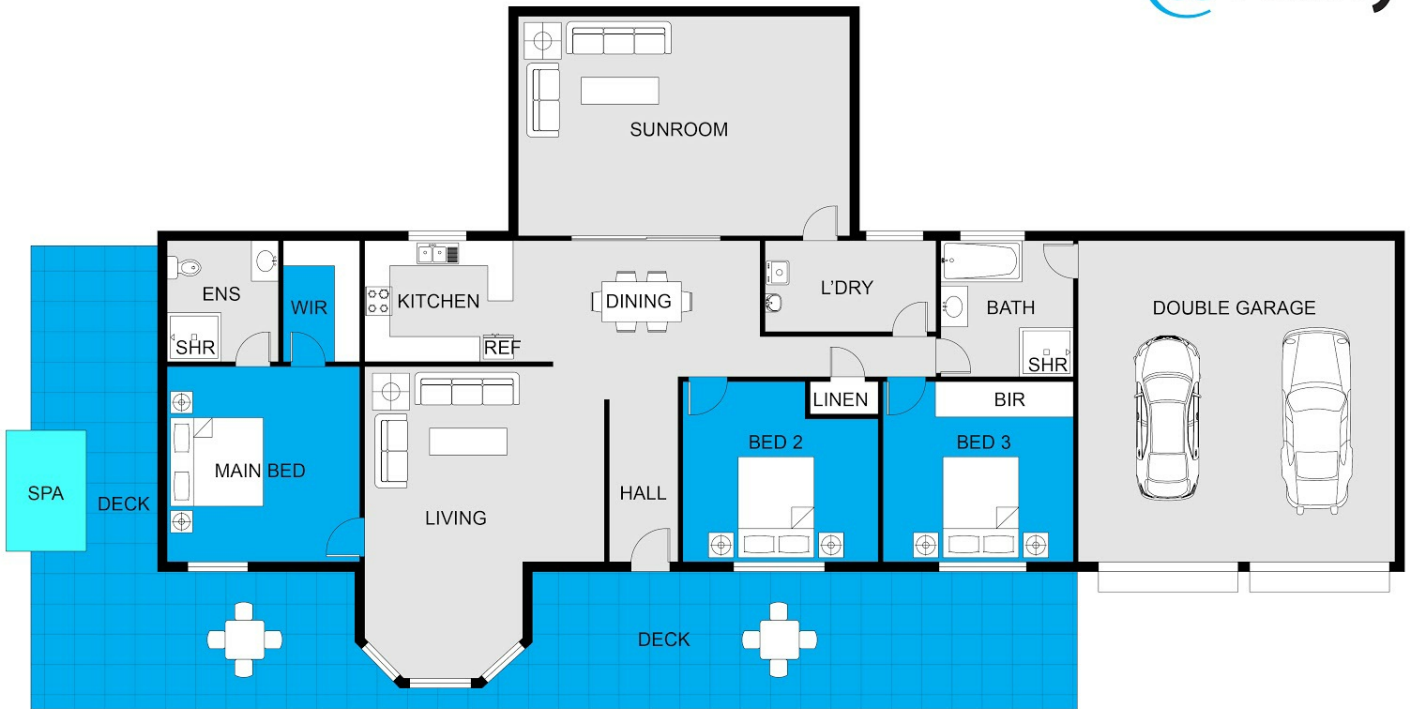 SUNROOM
ENS
WIR
KITCHEN
DINING
L'DRY
BATH
DOUBLE GARAGE
SHR
REF
SHR
LINEN
BIR
MAIN BED
BED 2
BED 3
SPA
DECK
LIVING
HALL
DECK